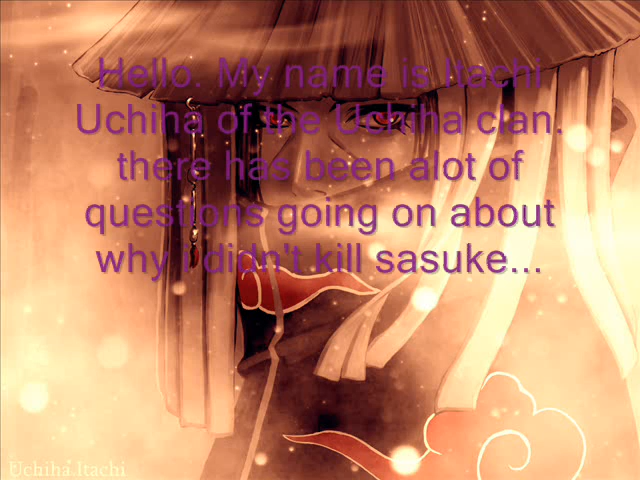 Hello. My name is Itachi
Uchiha of the Uchiha clan.
there has been alot of
questions going on about
why i didn't kill sasuke...
Uchiha Itachi